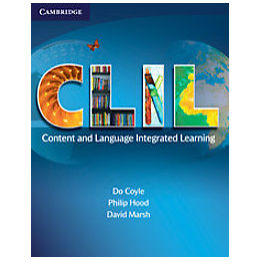 CAMBRIDGE
CLIL
Content and Language Integrated Learning
Do Coyle
Philip Hood
David Marsh